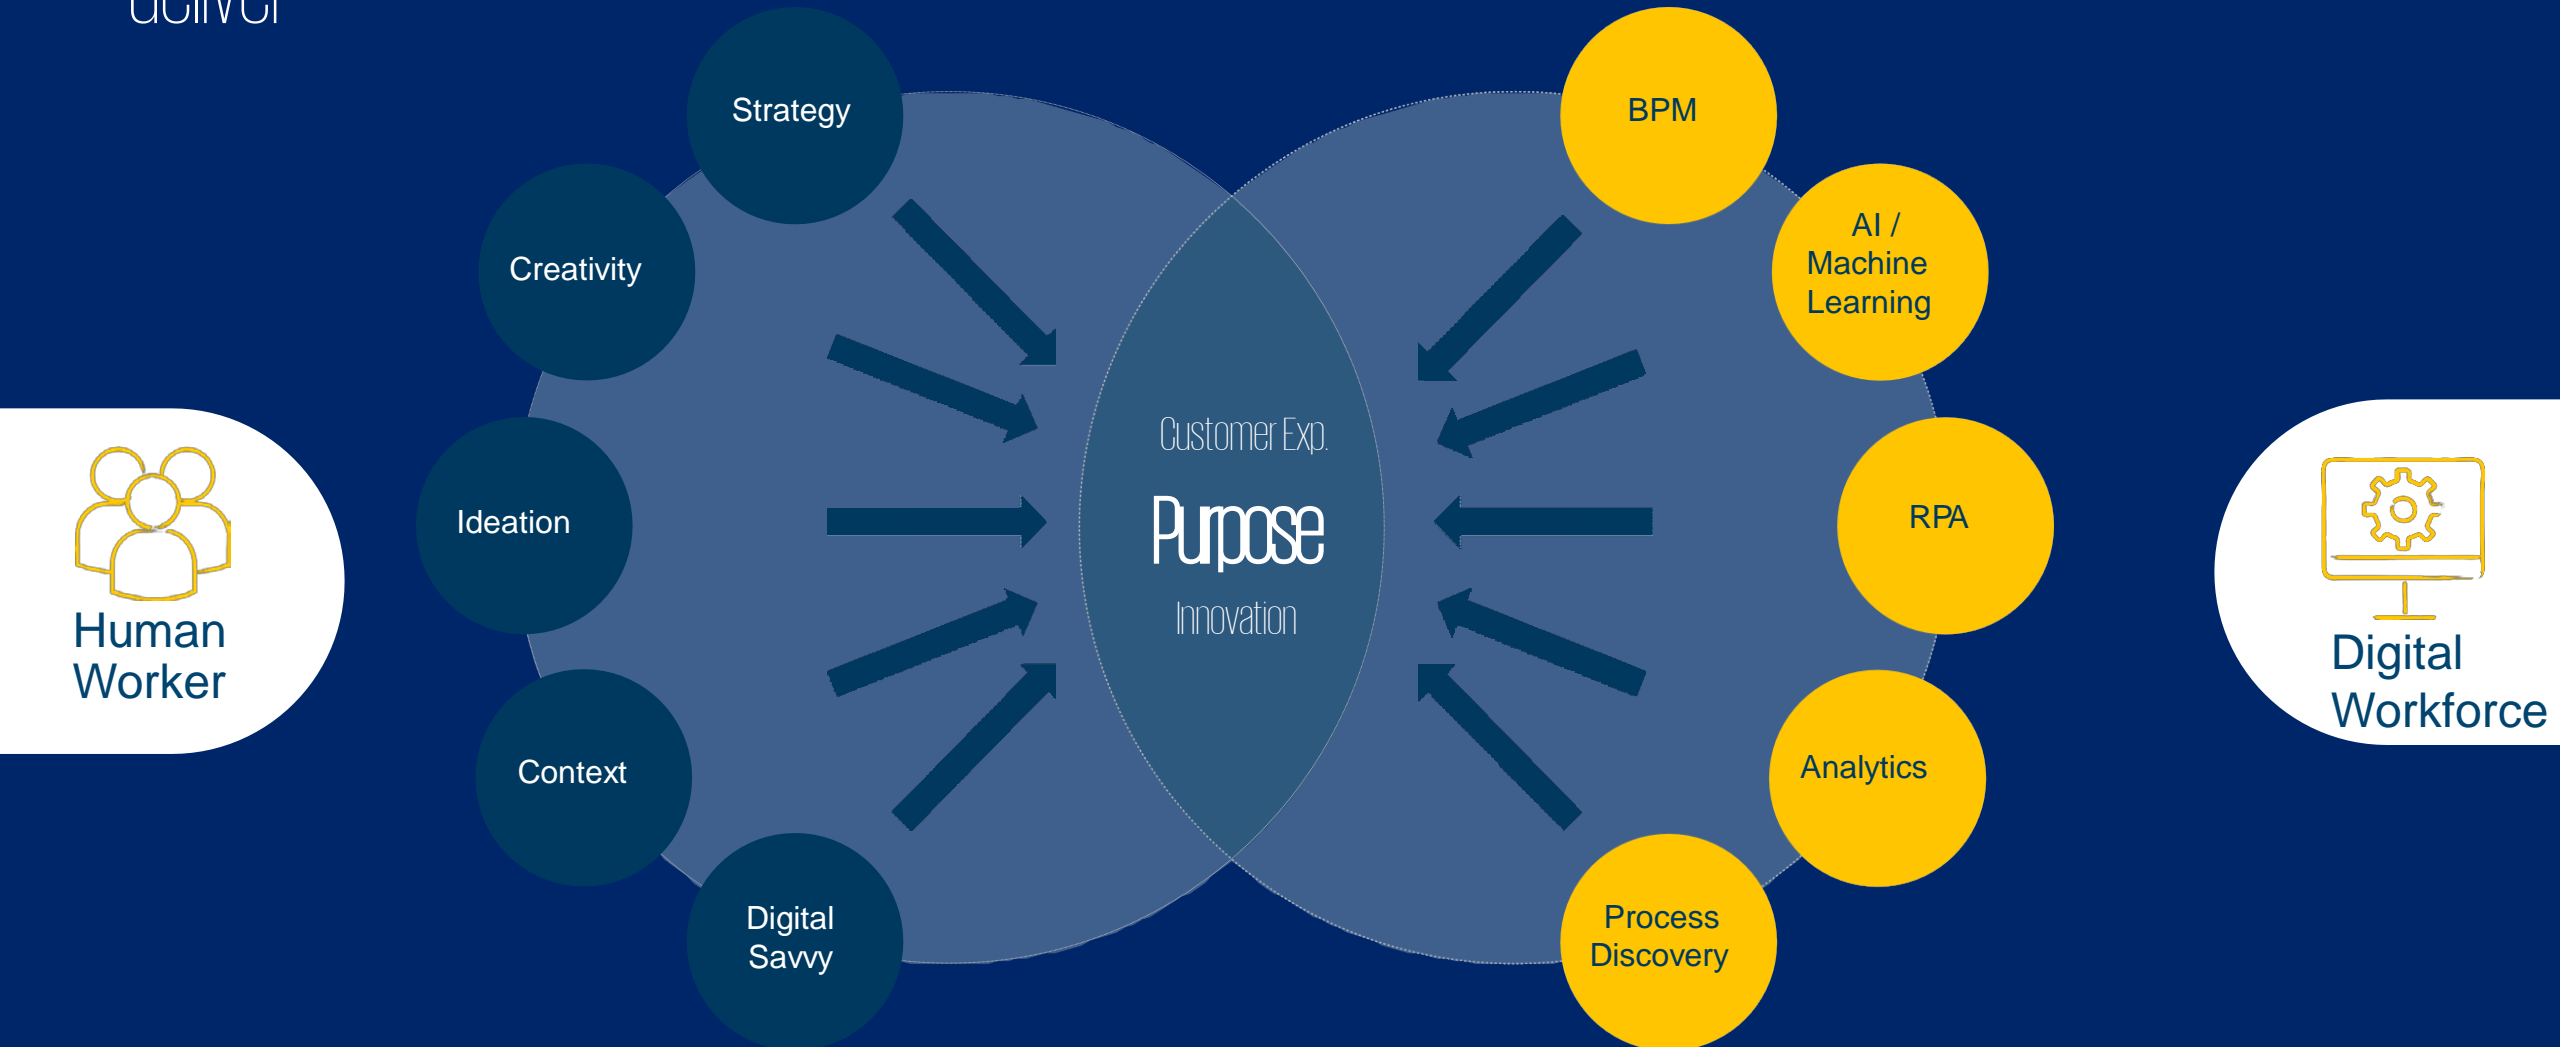 deliver
Strategy
Creativity
Ideation
Context
Digital
Savvy
Human
Worker
Customer Exp.
Purpose
Innovation
BPM
AI /
Machine
Learning
RPA
Analytics
Process
Discovery
Digital
Workforce